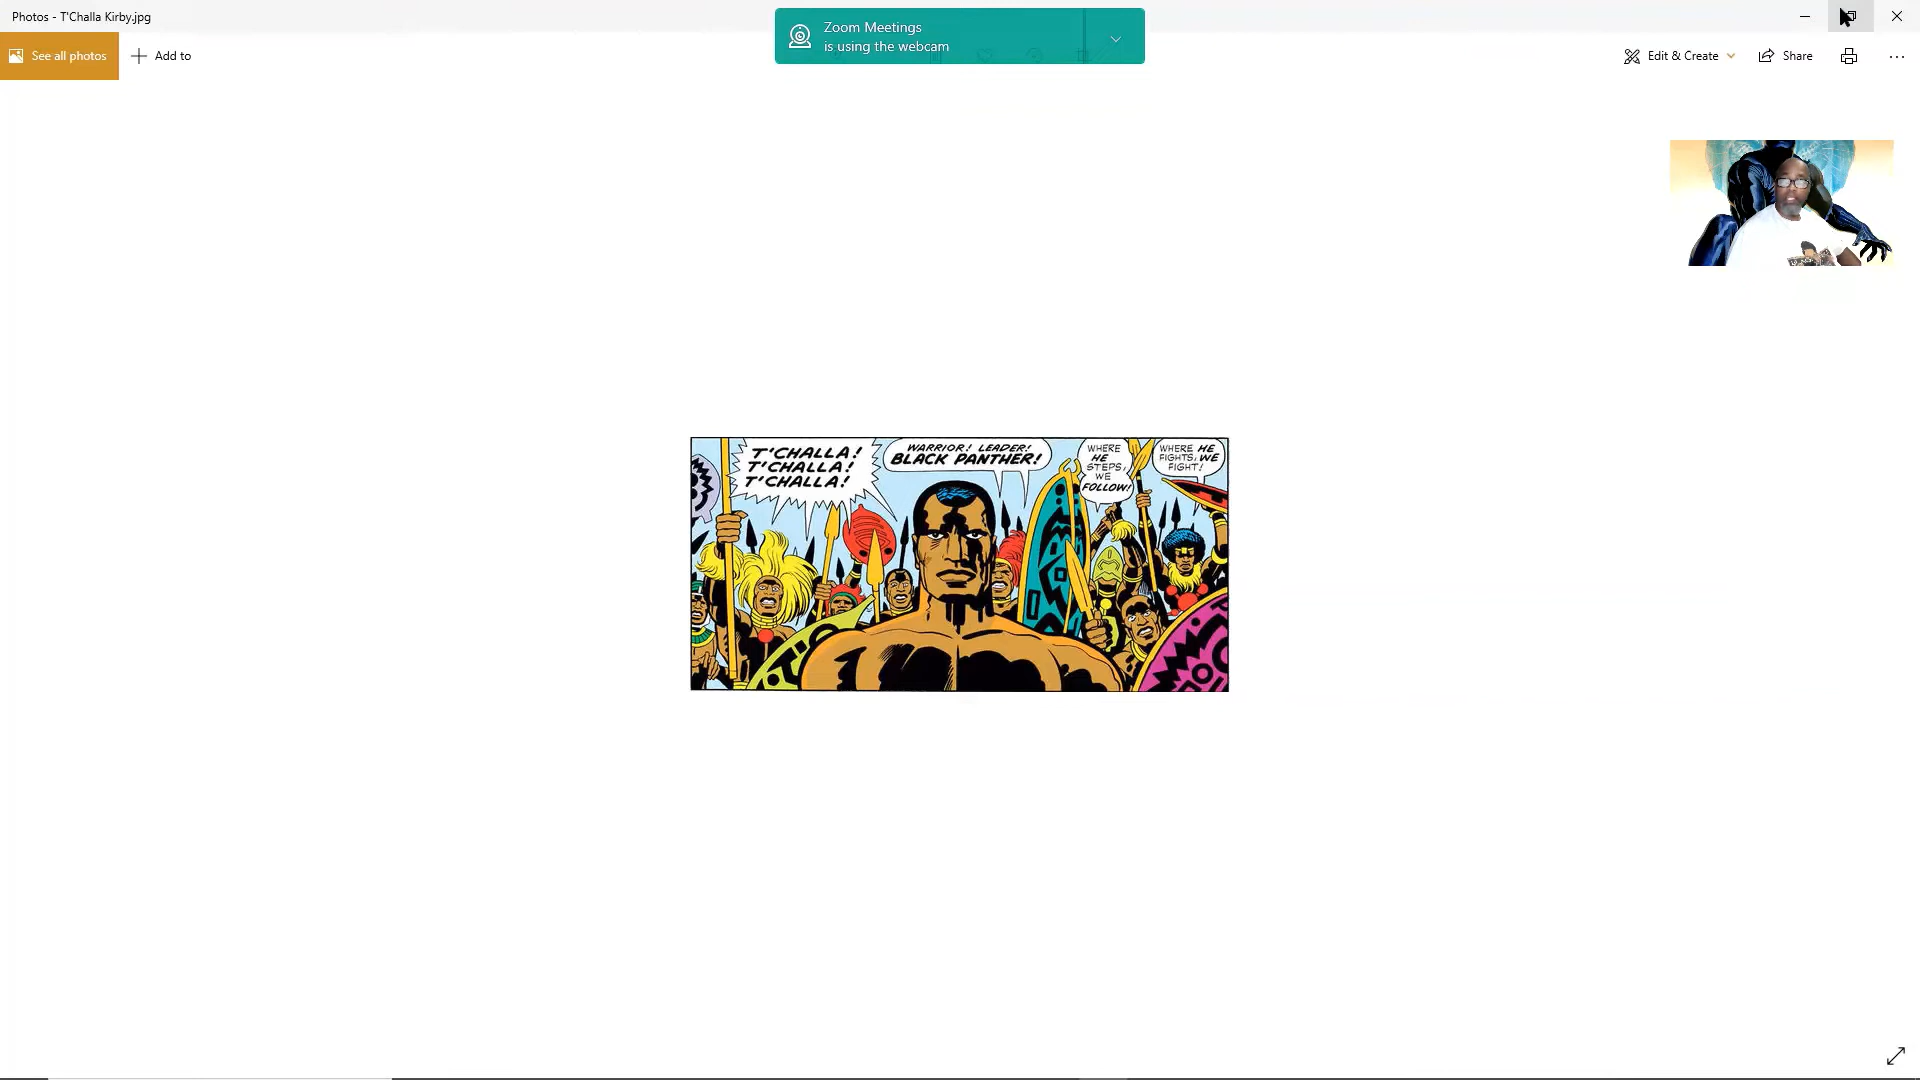 Photos - T'Challa Kirby.jpg
Zoom Meetings
is using the webcam
See all photos
Add to
Edit & Create
Share
T'CHALLA!
T'CHALLA!
T'CHALLA!
WARRIOR! LEADER!
BLACK PANTHER!
WHERE
HE
STEPS,
WE
FOLLOW!
WHERE HE
FIGHTS, WE
FIGHT!